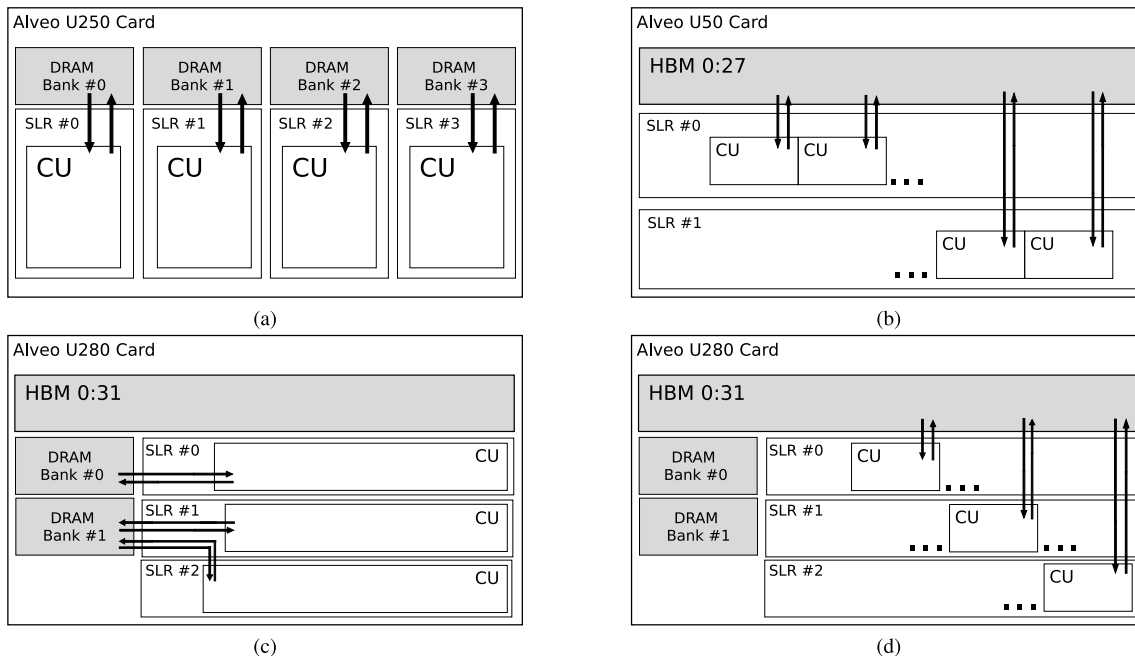 Alveo U250 Card
DRAM
Bank #0
DRAM
Bank #1
DRAM
Bank #2
DRAM
Bank #3
SLR #0
SLR #1
SLR #2
SLR #3
CU
CU
CU
CU
(a)
Alveo U50 Card
HBM 0:27
SLR #0
CU
CU
...
SLR #1
CU
CU
...
(b)
Alveo U280 Card
HBM 0:31
DRAM
Bank #0
SLR #0
CU
DRAM
Bank #1
SLR #1
CU
SLR #2
CU
(c)
Alveo U280 Card
HBM 0:31
DRAM
Bank #0
SLR #0
CU
...
DRAM
Bank #1
SLR #1
CU
...
...
SLR #2
CU
...
(d)